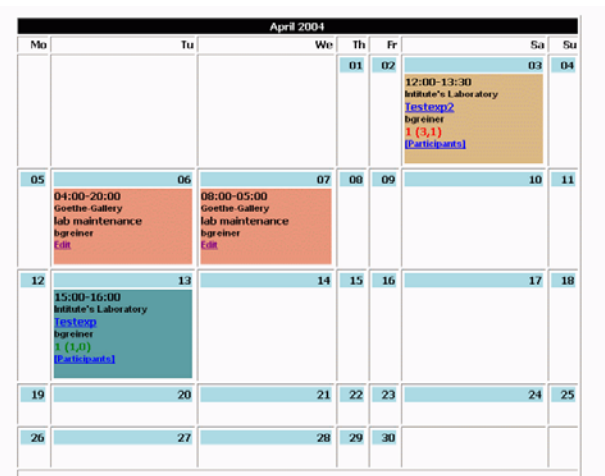 April 2004
Mo Tu We Th Fr Sa Su
01 02 03 04
12:00-13:30
Intitute's Laboratory
Testexp2
bgreiner
1 (3,1)
[Participants]
05 06 07 08 09 10 11
04:00-20:00
Goethe-Gallery
lab maintenance
bgreiner
Edit
08:00-05:00
Goethe-Gallery
lab maintenance
bgreiner
Edit
12 13 14 15 16 17 18
15:00-16:00
Intitute's Laboratory
Testexp
bgreiner
1 (1,0)
[Participants]
19 20 21 22 23 24 25
26 27 28 29 30